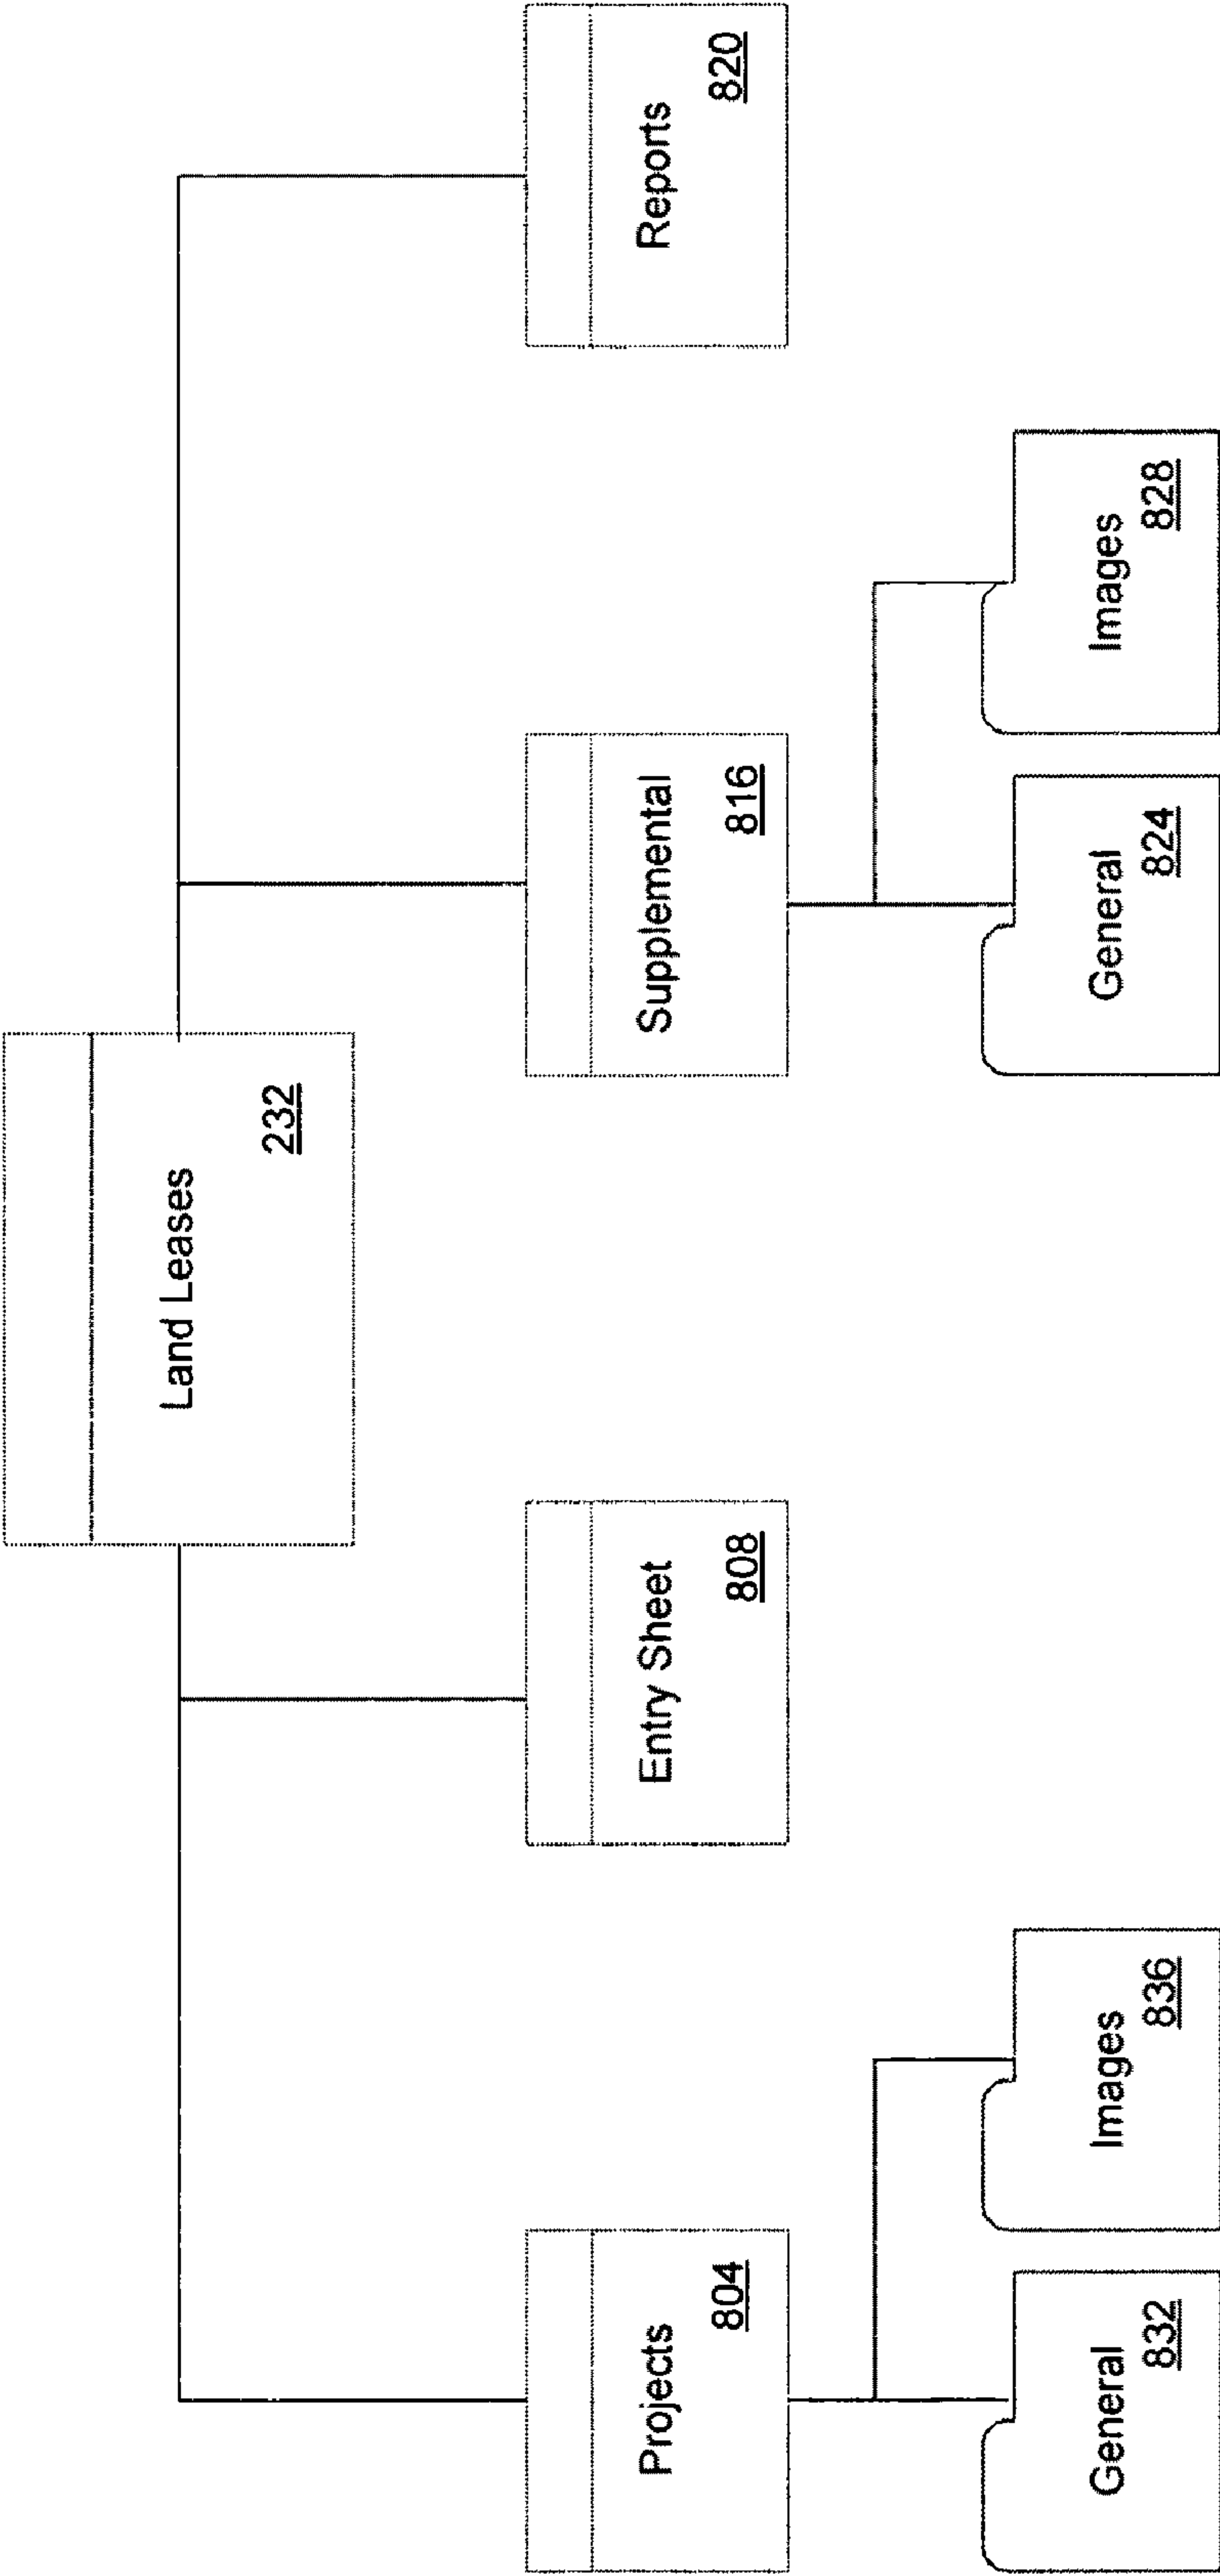 Land Leases
232
Projects
804
Entry Sheet
808
Supplemental
816
Reports
820
General
832
Images
836
General
824
Images
828